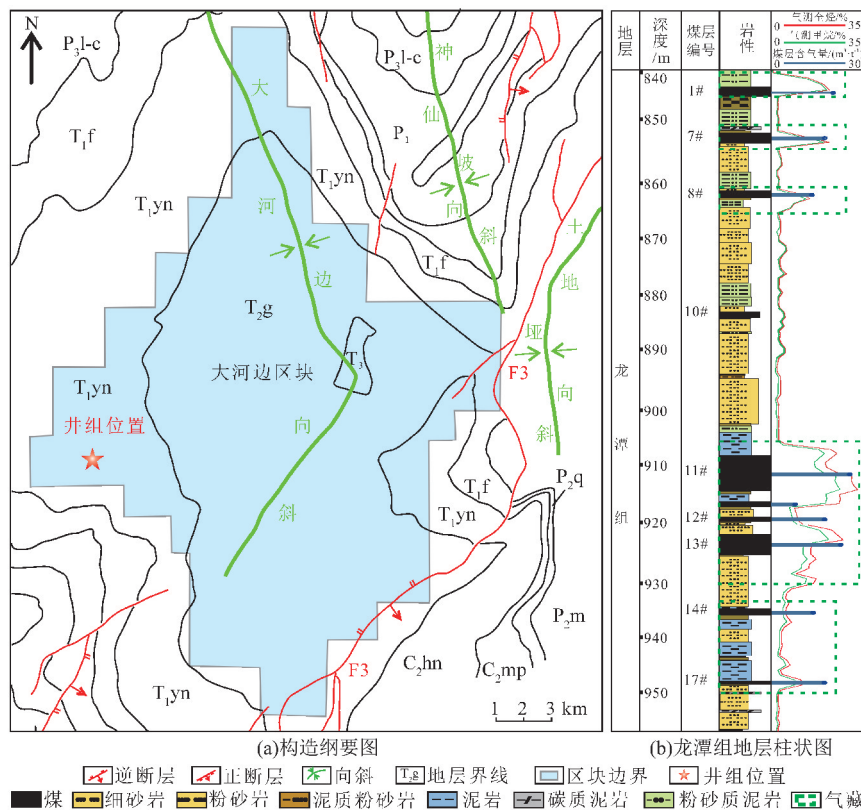 N
P₃l-c
P₃l-c
T₁f
T₁yn
大
河
边
向
斜
T₁yn
P₁
神
仙
坡
向
斜
T₁f
土
地
垭
向
斜
T₂g
T₃
大河边区块
T₁yn
井组位置
F3
T₁f
T₁yn
P₂q
P₂m
C₂hn
C₂mp
T₁yn
F3
1 2 3 km
(a)构造纲要图
地层
深度/m
煤层编号
岩性
0 气测全烃/% 35
0 气测甲烷/% 35
煤层含气量/(m³·t⁻¹)
0 30
龙
潭
组
840
850
860
870
880
890
900
910
920
930
940
950
1#
7#
8#
10#
11#
12#
13#
14#
17#
(b)龙潭组地层柱状图
逆断层 正断层 向斜 T₂g 地层界线 区块边界 井组位置
煤 细砂岩 粉砂岩 泥质粉砂岩 泥岩 碳质泥岩 粉砂质泥岩 气藏